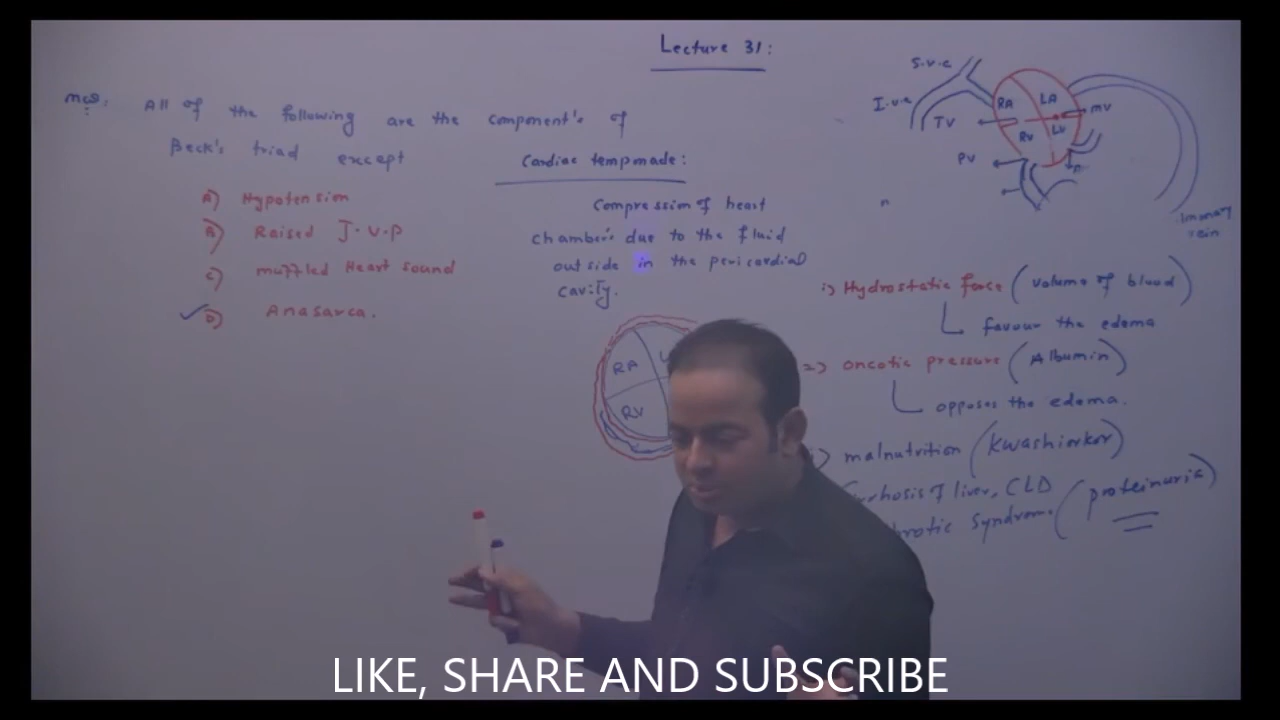 Lecture 31:
MCQ: All of the following are the component's of
Beck's triad except
A) Hypotension
B) Raised J.V.P
C) muffled Heart sound
D) Anasarca.
Cardiac tempmade:
Compression of heart
chamber's due to the fluid
outside in the pericardial
cavity.
RA
RV
S.V.C
I.V.C
RA LA
TV MV
RV LV
PV
i) Hydrostatic force (volume of blood)
favour the edema
2) oncotic pressure (Albumin)
opposes the edema.
malnutrition (Kwashiorkor)
of liver, CLD
Syndrome (proteinuria)
LIKE, SHARE AND SUBSCRIBE